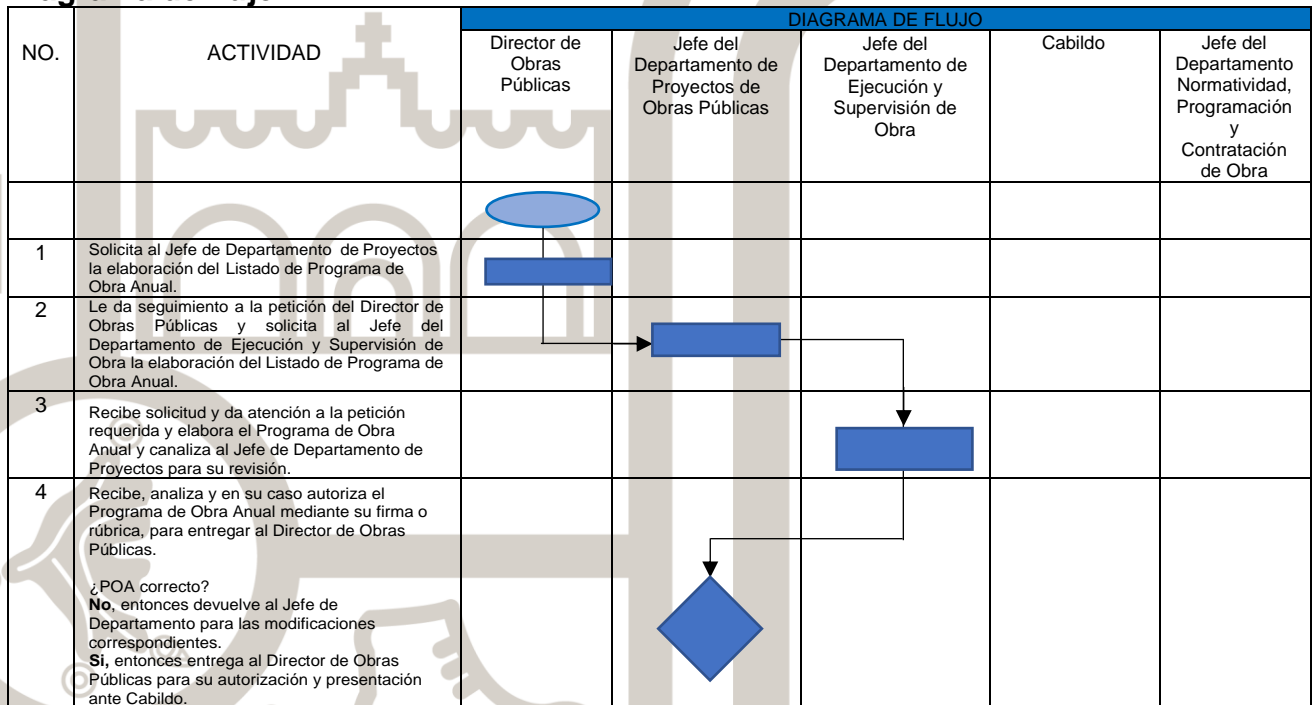 DIAGRAMA DE FLUJO
NO.
ACTIVIDAD
Director de
Obras
Públicas
Jefe del
Departamento de
Proyectos de
Obras Públicas
Jefe del
Departamento de
Ejecución y
Supervisión de
Obra
Cabildo
Jefe del
Departamento
Normatividad,
Programación
y
Contratación
de Obra
1
Solicita al Jefe de Departamento de Proyectos
la elaboración del Listado de Programa de
Obra Anual.
2
Le da seguimiento a la petición del Director de
Obras Públicas y solicita al Jefe del
Departamento de Ejecución y Supervisión de
Obra la elaboración del Listado de Programa de
Obra Anual.
3
Recibe solicitud y da atención a la petición
requerida y elabora el Programa de Obra
Anual y canaliza al Jefe de Departamento de
Proyectos para su revisión.
4
Recibe, analiza y en su caso autoriza el
Programa de Obra Anual mediante su firma o
rúbrica, para entregar al Director de Obras
Públicas.
¿POA correcto?
No, entonces devuelve al Jefe de
Departamento para las modificaciones
correspondientes.
Si, entonces entrega al Director de Obras
Públicas para su autorización y presentación
ante Cabildo.